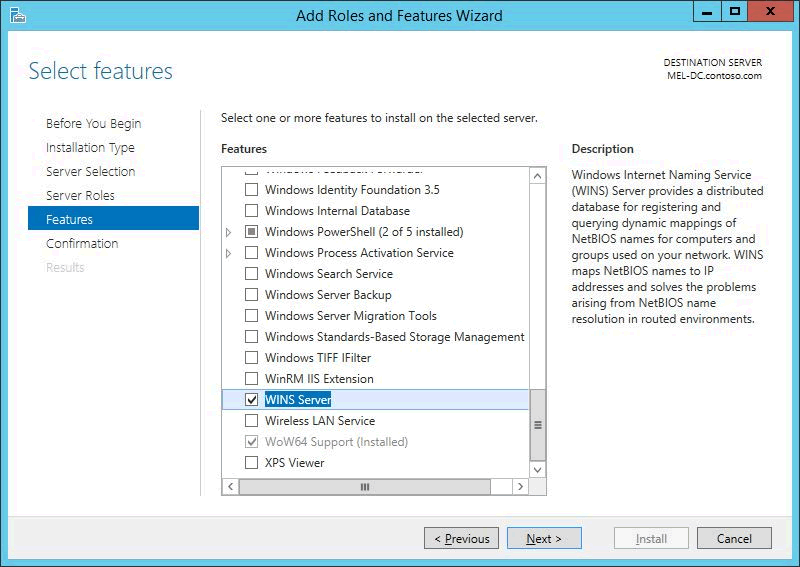 Add Roles and Features Wizard
Select features
DESTINATION SERVER
MEL-DC.contoso.com
Before You Begin
Installation Type
Server Selection
Server Roles
Features
Confirmation
Results
Select one or more features to install on the selected server.
Features
Windows Identity Foundation 3.5
Windows Internal Database
Windows PowerShell (2 of 5 installed)
Windows Process Activation Service
Windows Search Service
Windows Server Backup
Windows Server Migration Tools
Windows Standards-Based Storage Management
Windows TIFF IFilter
WinRM IIS Extension
WINS Server
Wireless LAN Service
WoW64 Support (Installed)
XPS Viewer
Description
Windows Internet Naming Service
(WINS) Server provides a distributed
database for registering and
querying dynamic mappings of
NetBIOS names for computers and
groups used on your network. WINS
maps NetBIOS names to IP
addresses and solves the problems
arising from NetBIOS name
resolution in routed environments.
< Previous
Next >
Install
Cancel